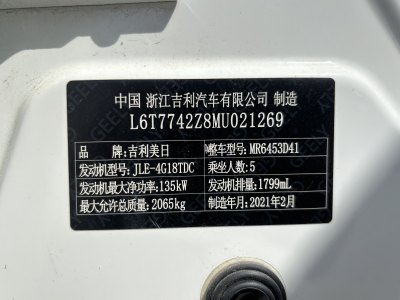 中国 浙江吉利汽车有限公司 制造
L6T7742Z8MU021269
品 牌:吉利美日 整车型号:MR6453D41
发动机型号:JLE-4G18TDC 乘坐人数:5
发动机最大净功率:135kW 发动机排量:1799mL
最大允许总质量:2065kg 制造年月:2021年2月